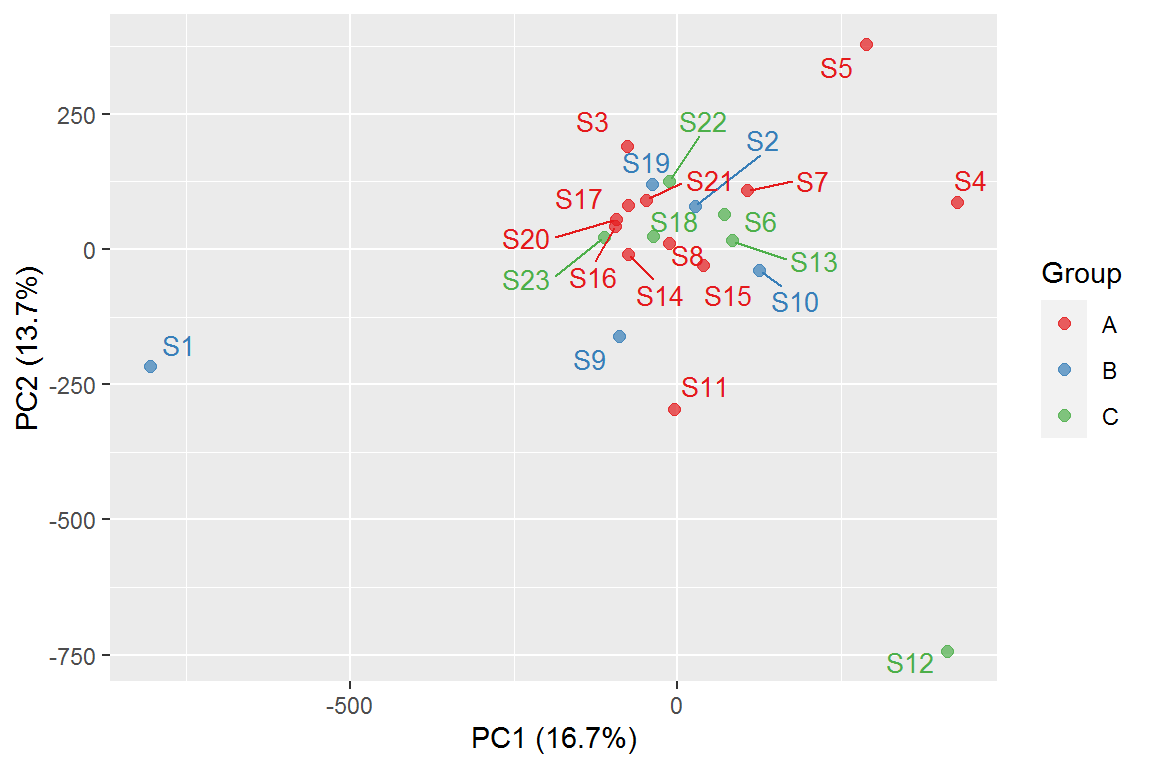 S5
250
S3
S22
S2
S19
S21
S7
S4
S17
S18
S6
S20
0
S8
S13
S23
S16
S14
S15
S10
Group
A
B
C
S1
S9
-250
S11
-500
-750
S12
-500
0
PC1 (16.7%)
PC2 (13.7%)